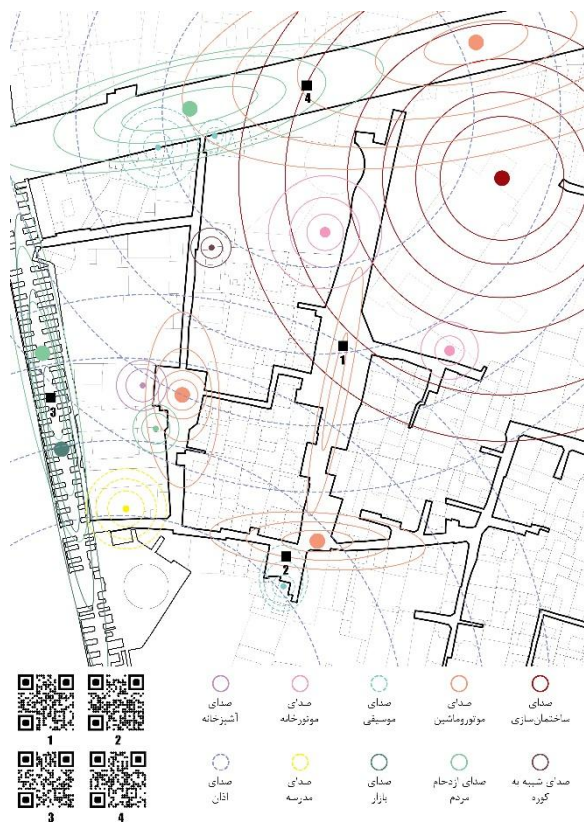 4
1
3
2
صدای
ساختمان‌سازی
صدای
موتوروماشین
صدای
موسیقی
صدای
موتورخانه
صدای
آشپزخانه
صدای شبیه به
کوره
صدای ازدحام
مردم
صدای
بازار
صدای
مدرسه
صدای
اذان
1
2
3
4